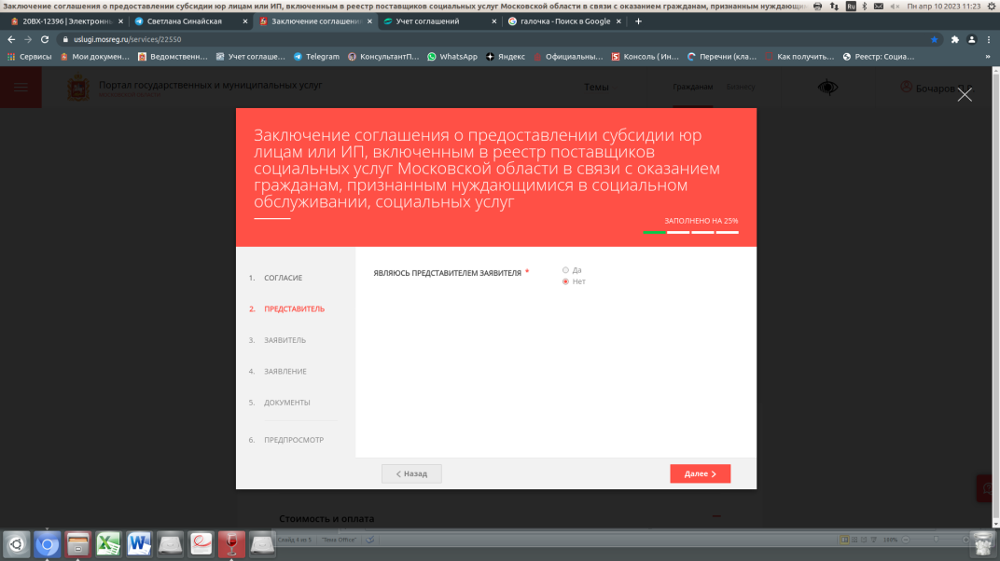 Заключение соглашения о предоставлении субсидии юр лицам или ИП, включенным в реестр поставщиков социальных услуг Московской области в связи с оказанием гражданам, признанным нуждающи
Ru
Пн апр 10 2023 11:23
20ВХ-12396 | Электронн
Светлана Синайская
Заключение соглашени
Учет соглашений
галочка - Поиск в Google
uslugi.mosreg.ru/services/22550
Сервисы
Мои докумен...
Ведомственн...
Учет соглаше...
Telegram
КонсультантП...
WhatsApp
Яндекс
Официальны...
Консоль ( Ин...
Перечни (кла...
Как получить...
Реестр: Социа...
»
Портал государственных и муниципальных услуг
МОСКОВСКОЙ ОБЛАСТИ
Темы
Гражданам
Бизнесу
Бочаров
Заключение соглашения о предоставлении субсидии юр
лицам или ИП, включенным в реестр поставщиков
социальных услуг Московской области в связи с оказанием
гражданам, признанным нуждающимися в социальном
обслуживании, социальных услуг
ЗАПОЛНЕНО НА 25%
1. СОГЛАСИЕ
2. ПРЕДСТАВИТЕЛЬ
3. ЗАЯВИТЕЛЬ
4. ЗАЯВЛЕНИЕ
5. ДОКУМЕНТЫ
6. ПРЕДПРОСМОТР
ЯВЛЯЮСЬ ПРЕДСТАВИТЕЛЕМ ЗАЯВИТЕЛЯ *
Да
Нет
< Назад
Далее >
Стоимость и оплата
Слайд 4 из 5
"Тема Office"